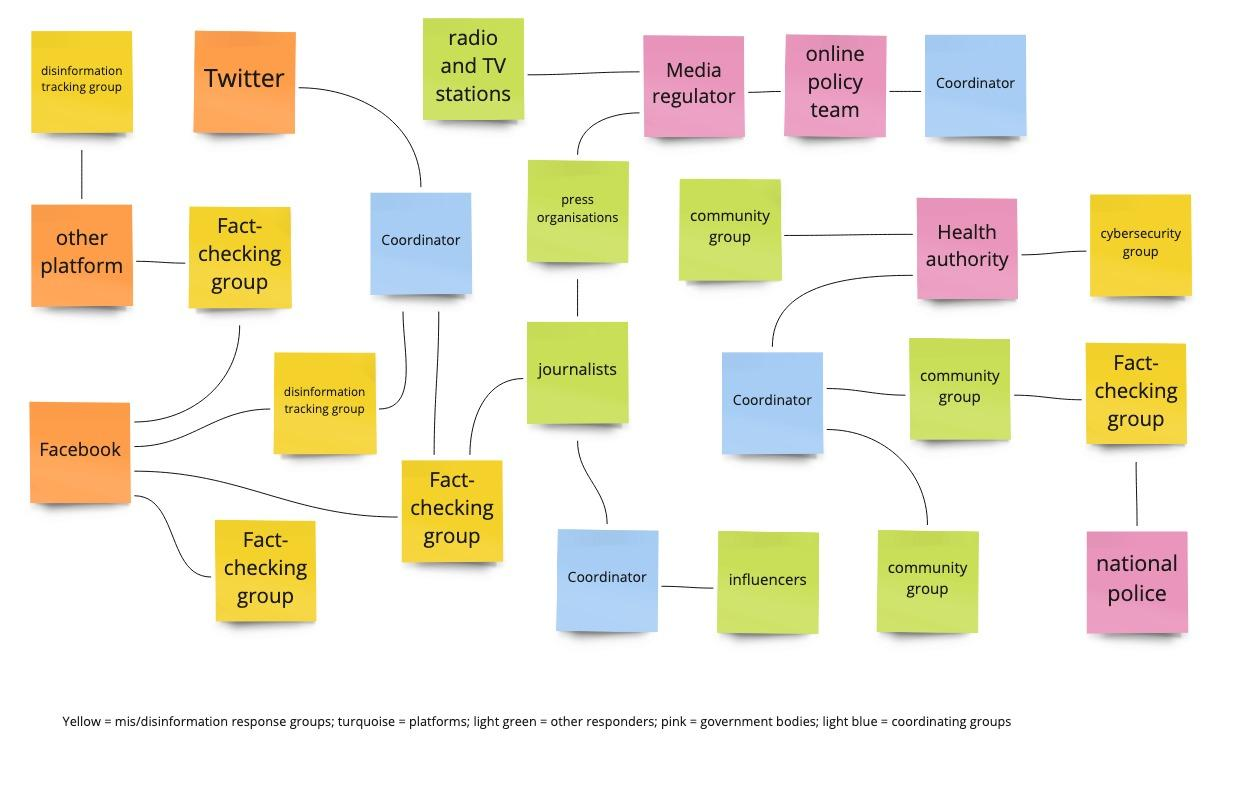 disinformation
tracking group
Twitter
radio
and TV
stations
Media
regulator
online
policy
team
Coordinator
other
platform
Fact-
checking
group
Coordinator
press
organisations
community
group
Health
authority
cybersecurity
group
Facebook
disinformation
tracking group
journalists
Coordinator
community
group
Fact-
checking
group
Fact-
checking
group
Fact-
checking
group
Coordinator
influencers
community
group
national
police
Yellow = mis/disinformation response groups; turquoise = platforms; light green = other responders; pink = government bodies; light blue = coordinating groups